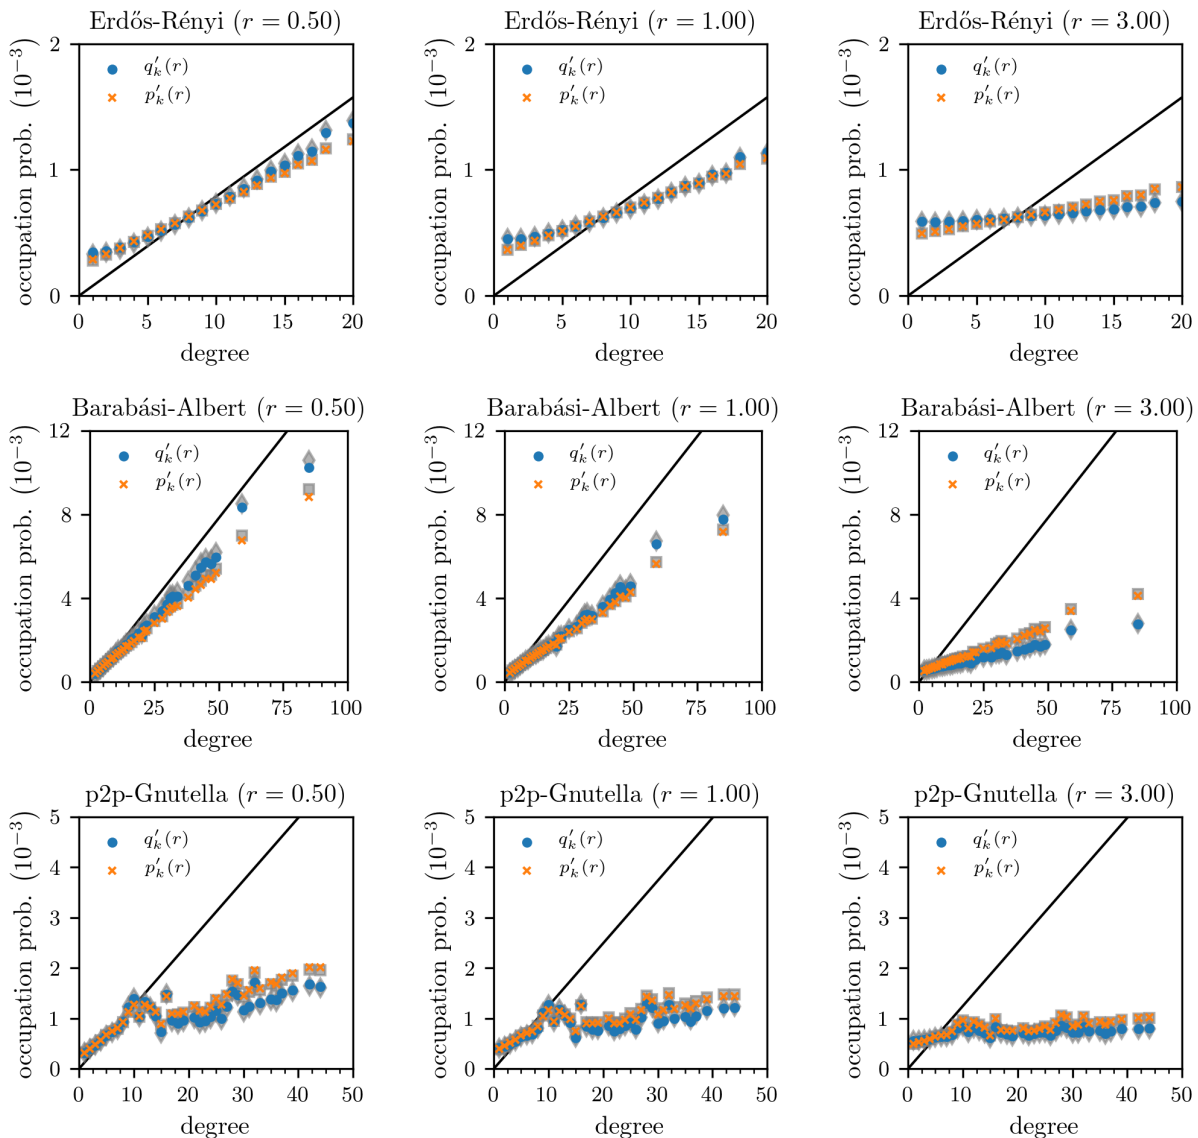 Erdős-Rényi (r = 0.50)
occupation prob. (10⁻³)
2
1
0
q′ₖ(r)
p′ₖ(r)
0 5 10 15 20
degree
Erdős-Rényi (r = 1.00)
occupation prob. (10⁻³)
2
1
0
q′ₖ(r)
p′ₖ(r)
0 5 10 15 20
degree
Erdős-Rényi (r = 3.00)
occupation prob. (10⁻³)
2
1
0
q′ₖ(r)
p′ₖ(r)
0 5 10 15 20
degree
Barabási-Albert (r = 0.50)
occupation prob. (10⁻³)
12
8
4
0
q′ₖ(r)
p′ₖ(r)
0 25 50 75 100
degree
Barabási-Albert (r = 1.00)
occupation prob. (10⁻³)
12
8
4
0
q′ₖ(r)
p′ₖ(r)
0 25 50 75 100
degree
Barabási-Albert (r = 3.00)
occupation prob. (10⁻³)
12
8
4
0
q′ₖ(r)
p′ₖ(r)
0 25 50 75 100
degree
p2p-Gnutella (r = 0.50)
occupation prob. (10⁻³)
5
4
3
2
1
0
q′ₖ(r)
p′ₖ(r)
0 10 20 30 40 50
degree
p2p-Gnutella (r = 1.00)
occupation prob. (10⁻³)
5
4
3
2
1
0
q′ₖ(r)
p′ₖ(r)
0 10 20 30 40 50
degree
p2p-Gnutella (r = 3.00)
occupation prob. (10⁻³)
5
4
3
2
1
0
q′ₖ(r)
p′ₖ(r)
0 10 20 30 40 50
degree